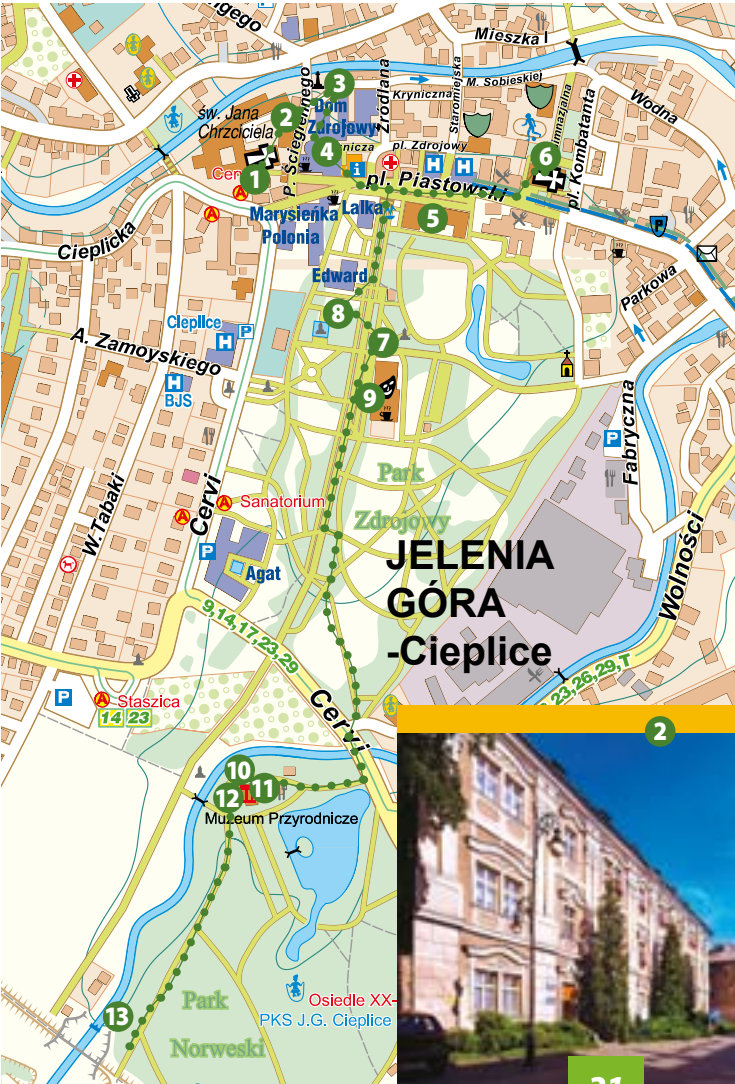 Mieszka I
M. Sobieskiej
Kryniczna
Staromiejska
Wodna
3
Dom
Zdrojowy
P. Ściegiennego
2
św. Jana
Chrzciciela
4
pl. Zdrojowy
6
pl. Kombatanta
1
pl. Piastowski
Marysieńka
Lalka
5
Polonia
Cieplicka
Edward
Parkowa
8
Cieplice
A. Zamoyskiego
7
BJS
9
Fabryczna
Park
Zdrojowy
W.Tabaki
Cervi
Sanatorium
JELENIA
GÓRA
-Cieplice
Wolności
Agat
9,14,17,23,29
23,26,29,T
Staszica
14 23
Cervi
2
10
11
12
Muzeum Przyrodnicze
13
Park
Norweski
Osiedle XX-
PKS J.G. Cieplice
31